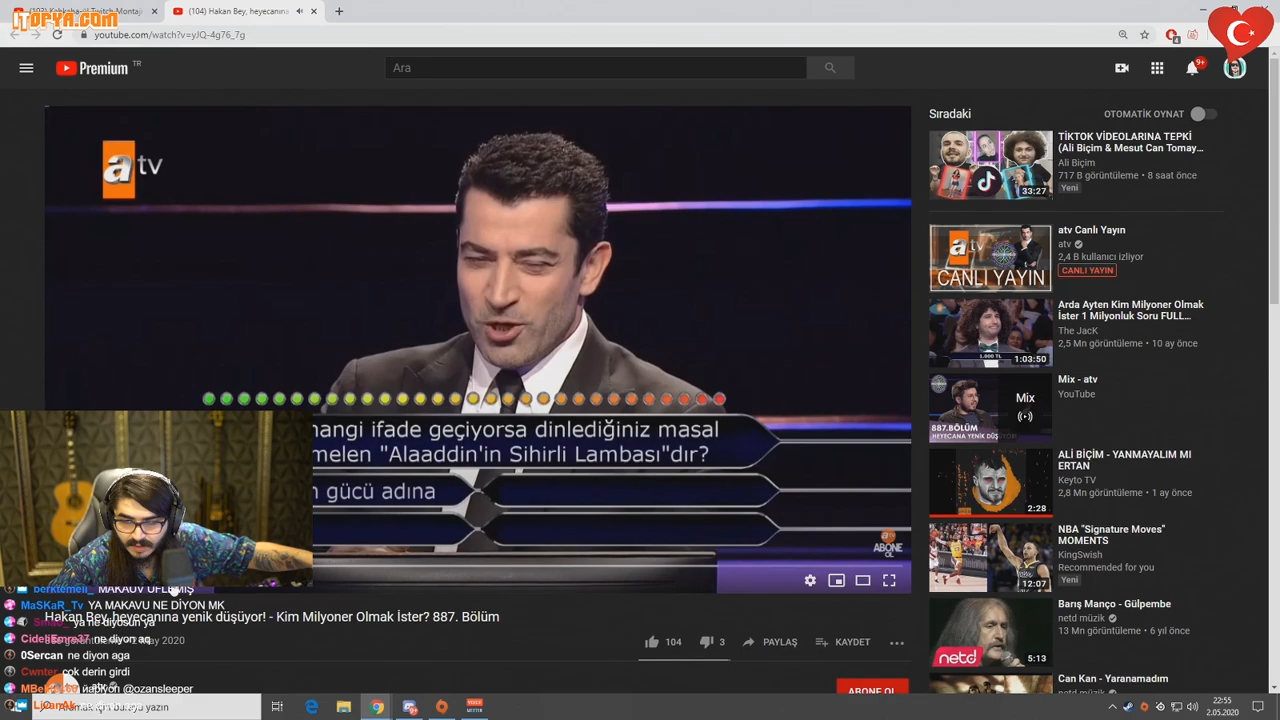 İTOPYA.COM
(104) Hakan Bey, heyecanına
youtube.com/watch?v=yJQ-4g76_7g
Premium TR
Ara
9+
atv
hangi ifade geçiyorsa dinlediğiniz masal
melen "Alaaddin'in Sihirli Lambası"dır?
n gücü adına
ABONE OL
Hakan Bey, heyecanına yenik düşüyor! - Kim Milyoner Olmak İster? 887. Bölüm
104
3
PAYLAŞ
KAYDET
ABONE OL
berktemeli_ MAKAUV ÜFLEMİŞ
MaSKaR_Tv YA MAKAVU NE DİYON MK
ya ne diyosun ya
ne diyon aq
0Sercan ne diyon aga
Cwnter çok derin girdi
@ozansleeper
Sıradaki
OTOMATİK OYNAT
TİKTOK VİDEOLARINA TEPKİ
(Ali Biçim & Mesut Can Tomay...
Ali Biçim
717 B görüntüleme • 8 saat önce
Yeni
33:27
atv Canlı Yayın
atv
2,4 B kullanıcı izliyor
CANLI YAYIN
CANLI YAYIN
Arda Ayten Kim Milyoner Olmak
İster 1 Milyonluk Soru FULL...
The JacK
2,5 Mn görüntüleme • 10 ay önce
1:03:50
Mix - atv
YouTube
Mix
887.BÖLÜM
ALİ BİÇİM - YANMAYALIM MI
ERTAN
Keyto TV
2,8 Mn görüntüleme • 1 ay önce
2:28
NBA "Signature Moves"
MOMENTS
KingSwish
Recommended for you
Yeni
12:07
Barış Manço - Gülpembe
netd müzik
13 Mn görüntüleme • 6 yıl önce
netd
5:13
Can Kan - Yaranamadım
netd müzik
22:55
2.05.2020